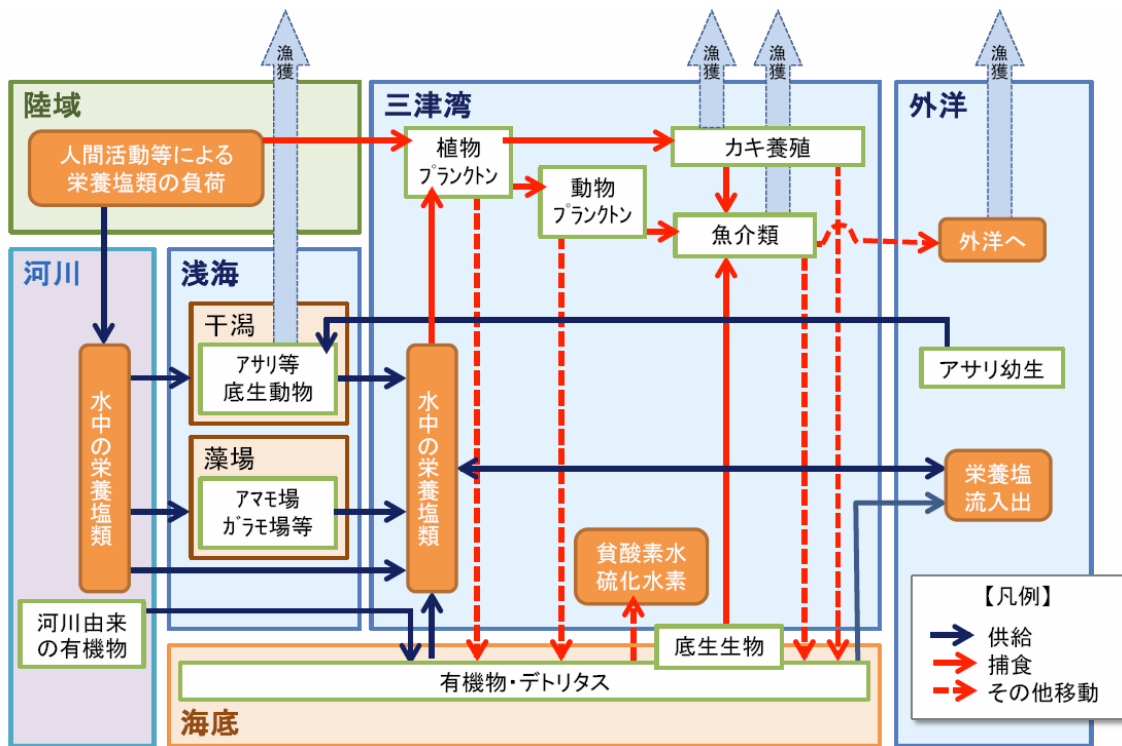 漁獲
漁獲
漁獲
漁獲
陸域
人間活動等による
栄養塩類の負荷
三津湾
植物
プランクトン
動物
プランクトン
カキ養殖
魚介類
外洋
外洋へ
河川
水中の栄養塩類
浅海
干潟
アサリ等
底生動物
藻場
アマモ場
ガラモ場等
水中の栄養塩類
アサリ幼生
栄養塩
流入出
貧酸素水
硫化水素
河川由来
の有機物
底生生物
有機物・デトリタス
海底
【凡例】
供給
捕食
その他移動